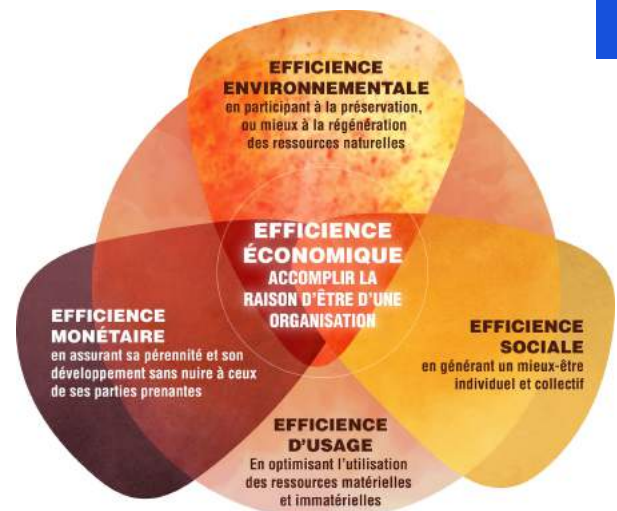 EFFICIENCE
ENVIRONNEMENTALE
en participant à la préservation,
ou mieux à la régénération
des ressources naturelles
EFFICIENCE
ÉCONOMIQUE
ACCOMPLIR LA
RAISON D'ÊTRE D'UNE
ORGANISATION
EFFICIENCE
MONÉTAIRE
en assurant sa pérennité et son
développement sans nuire à ceux
de ses parties prenantes
EFFICIENCE
SOCIALE
en générant un mieux-être
individuel et collectif
EFFICIENCE
D'USAGE
En optimisant l'utilisation
des ressources matérielles
et immatérielles